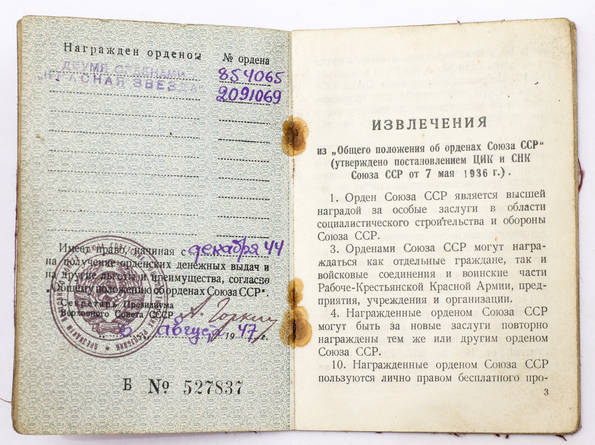 Награжден орденом № ордена
ДВУМЯ ОРДЕНАМИ 854065
„КРАСНАЯ ЗВЕЗДА“ 2091069
Имеет право, начиная с декабря 44
на получение орденских денежных выдач и
на другие льготы и преимущества, согласно
„Общему положению об орденах Союза ССР“.
Секретарь Президиума
Верховного Совета СССР А. Горкин
6 август 1947 г.
Б № 527837
ИЗВЛЕЧЕНИЯ
из „Общего положения об орденах Союза ССР“
(утверждено постановлением ЦИК и СНК
Союза ССР от 7 мая 1936 г.).
1. Орден Союза ССР является высшей
наградой за особые заслуги в области
социалистического строительства и обороны
Союза ССР.
3. Орденами Союза ССР могут награ-
ждаться как отдельные граждане, так
и войсковые соединения и воинские части
Рабоче-Крестьянской Красной Армии, пред-
приятия, учреждения и организации.
4. Награжденные орденом Союза ССР
могут быть за новые заслуги повторно
награждены тем же или другим орденом
Союза ССР.
10. Награжденные орденом Союза ССР
пользуются лично правом бесплатного про-
3